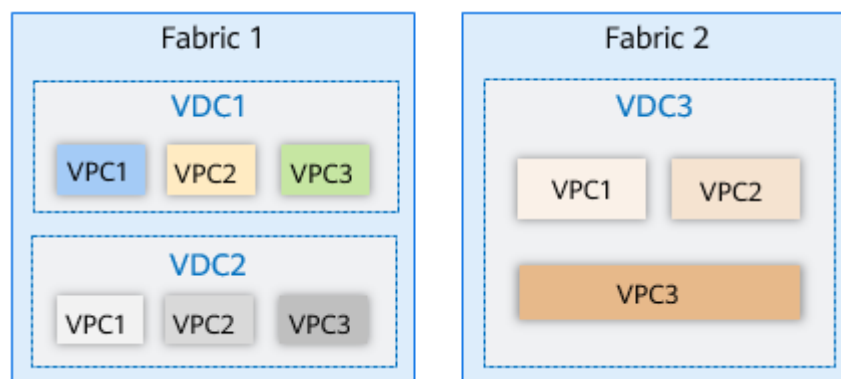 Fabric 1
VDC1
VPC1 VPC2 VPC3
VDC2
VPC1 VPC2 VPC3
Fabric 2
VDC3
VPC1 VPC2
VPC3